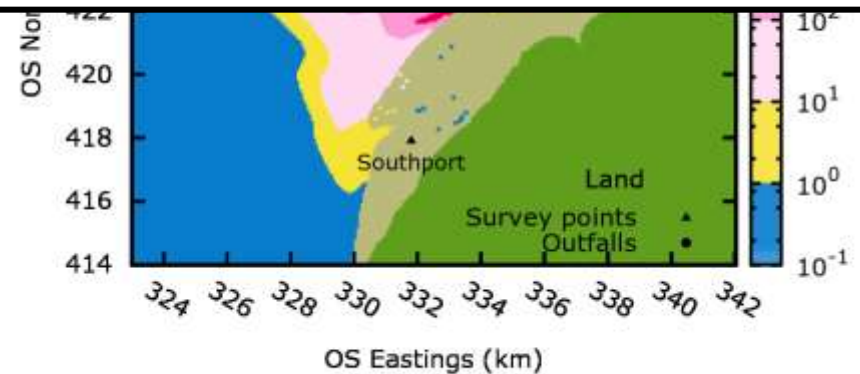 OS Nor
422
420
418
416
414
Southport
Land
Survey points
Outfalls
324 326 328 330 332 334 336 338 340 342
OS Eastings (km)
10²
10¹
10⁰
10⁻¹